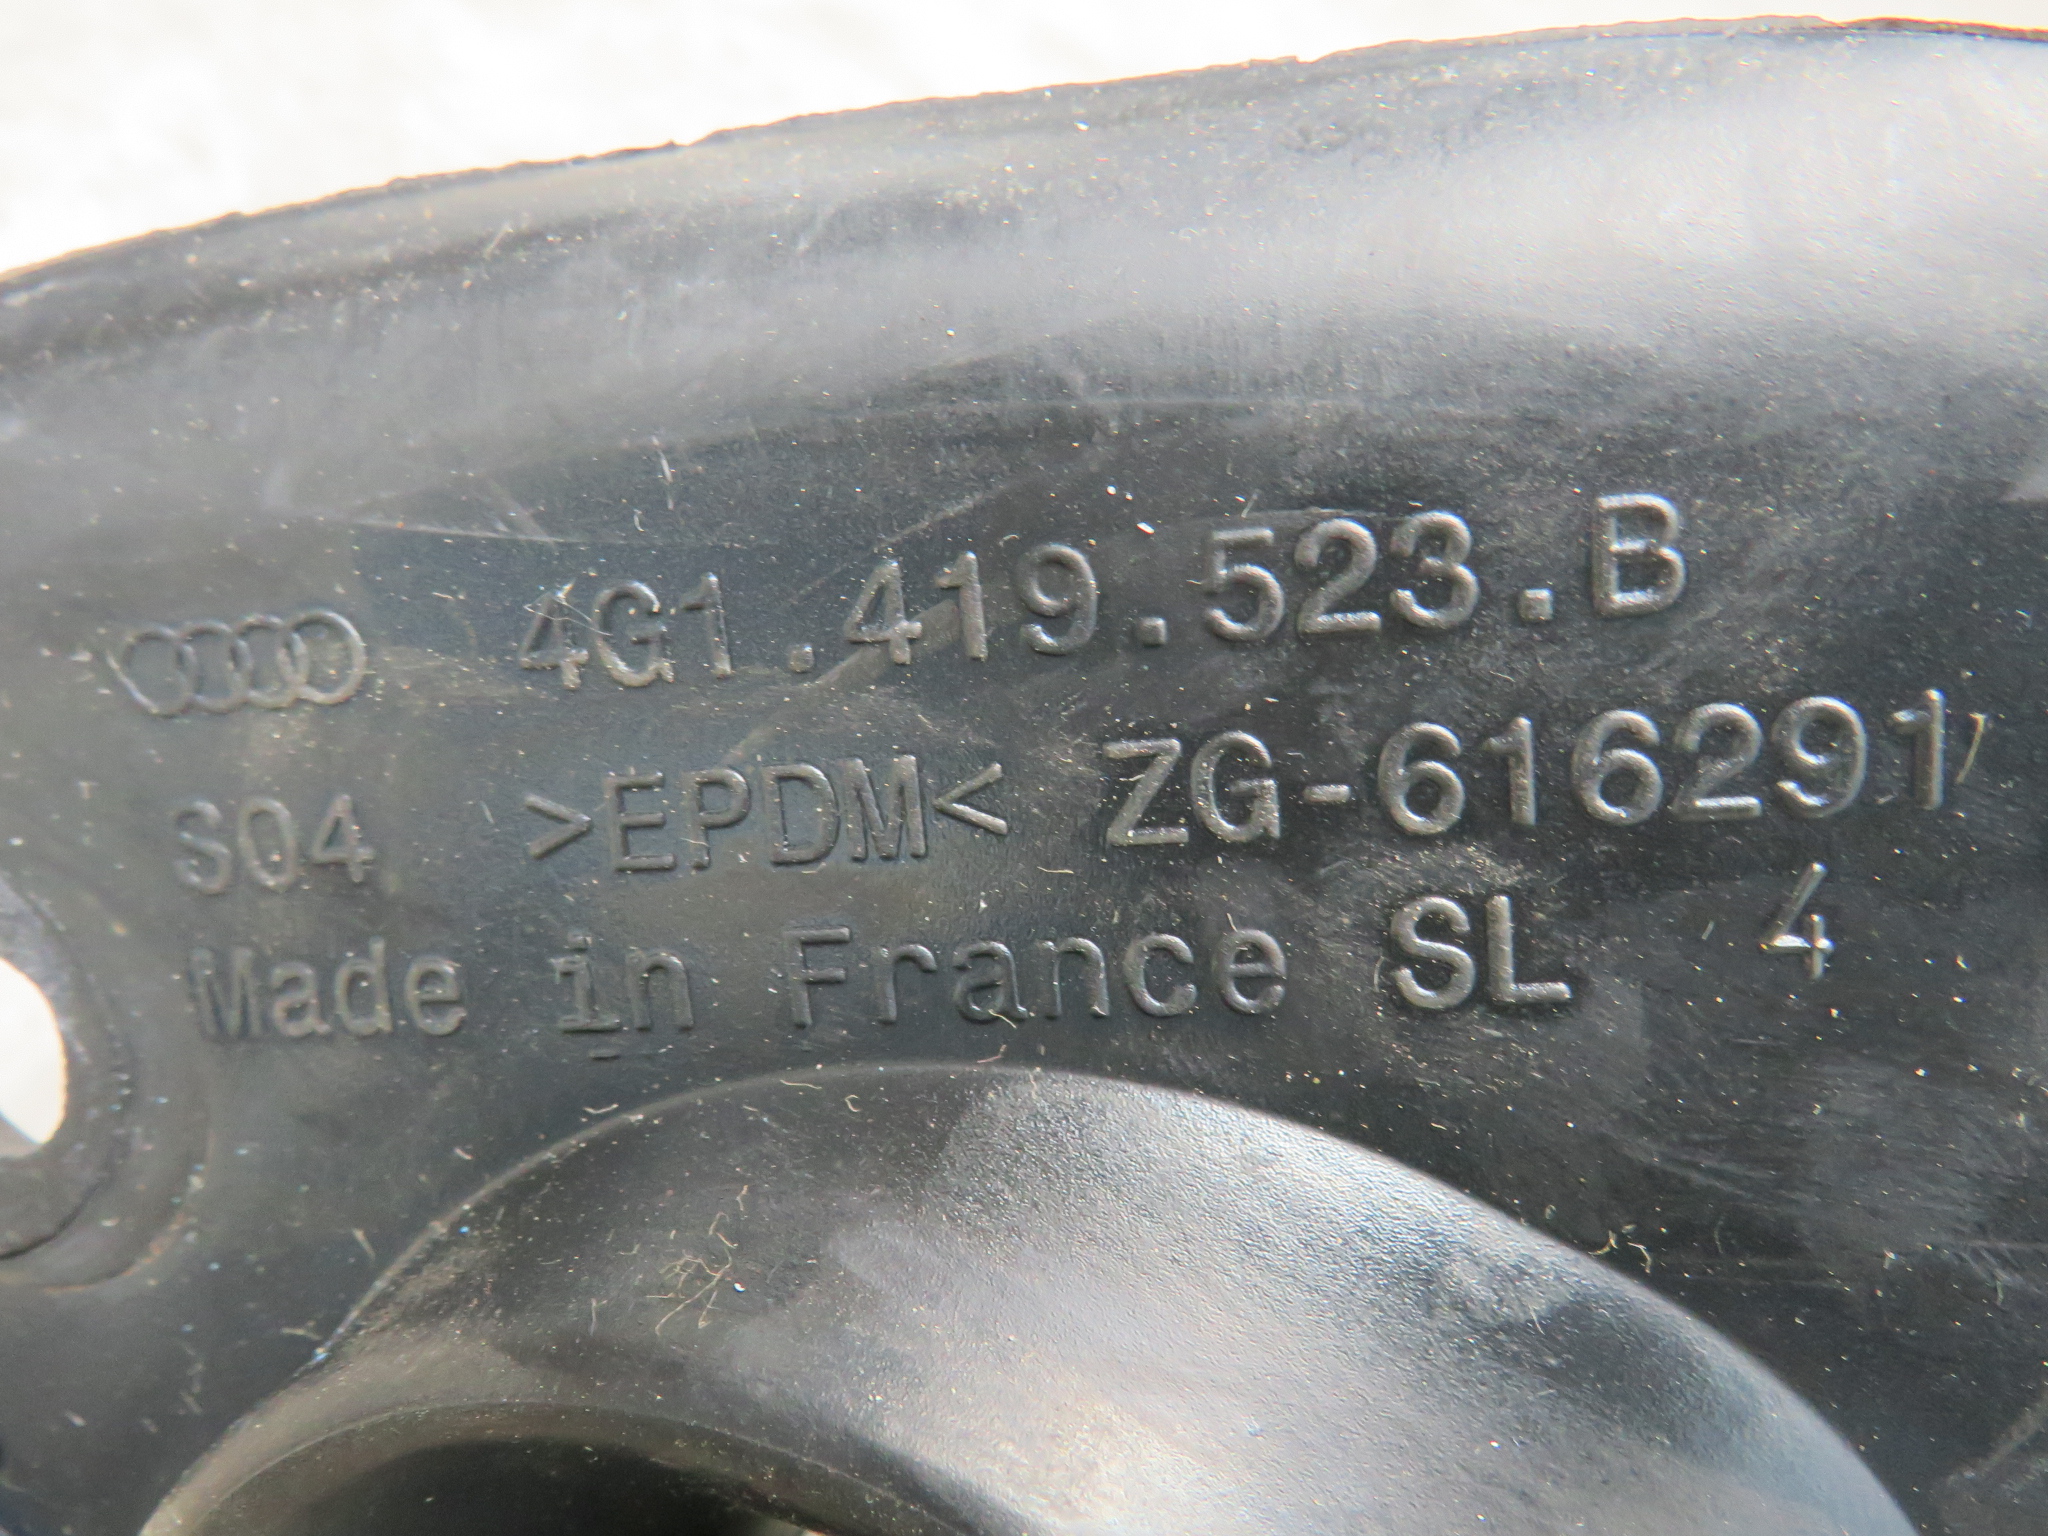 4G1.419.523.B
S04 >EPDM< ZG-616291
Made in France SL 4